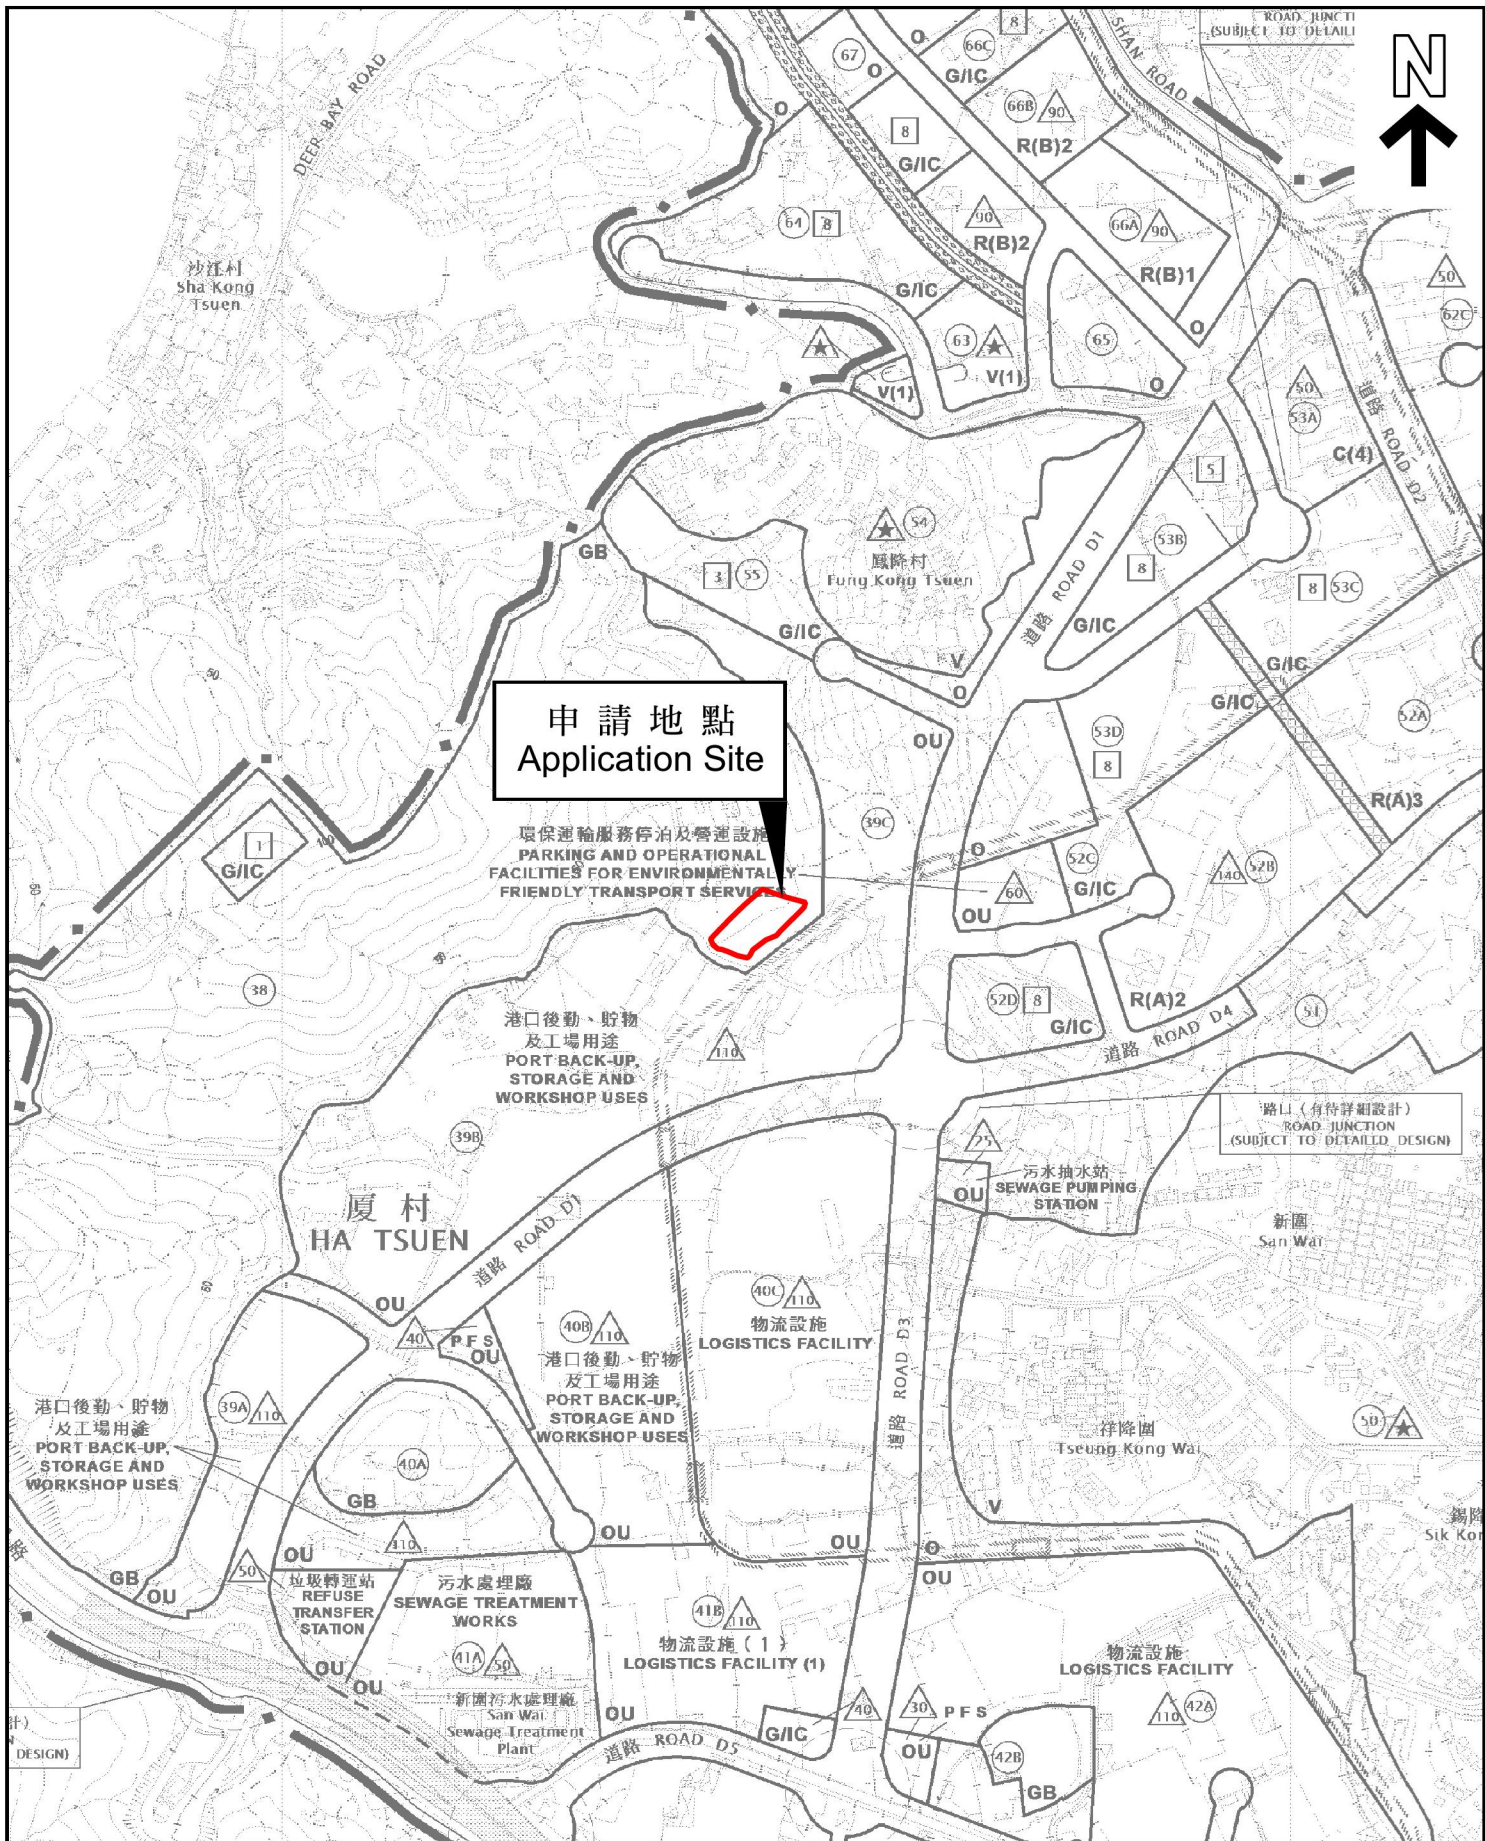 ROAD JUNCTI
(SUBJECT TO DETAILE
N
SHAN ROAD
DEER BAY ROAD
沙江村
Sha Kong
Tsuen
67
O
O
66C
8
G/IC
66B
90
R(B)2
8
G/IC
O
64
8
90
R(B)2
66A
90
R(B)1
G/IC
50
62C
63
V(1)
V(1)
65
O
O
50
53A
C(4)
道路 ROAD D2
5
54
鳳降村
Fung Kong Tsuen
GB
3
55
G/IC
道路 ROAD D1
53B
8
G/IC
8
53C
G/IC
G/IC
V
O
52A
申請地點
Application Site
OU
53D
8
R(A)3
1
G/IC
環保運輸服務停泊及營運設施
PARKING AND OPERATIONAL
FACILITIES FOR ENVIRONMENTALLY
FRIENDLY TRANSPORT SERVICES
39C
O
60
OU
52C
G/IC
140
52B
38
52D
8
G/IC
R(A)2
道路 ROAD D4
51
港口後勤、貯物
及工場用途
PORT BACK-UP,
STORAGE AND
WORKSHOP USES
110
39B
路口（有待詳細設計）
ROAD JUNCTION
(SUBJECT TO DETAILED DESIGN)
25
OU
污水抽水站
SEWAGE PUMPING
STATION
廈村
HA TSUEN
新圍
San Wai
道路 ROAD D1
OU
40
PFS
OU
40B
110
港口後勤、貯物
及工場用途
PORT BACK-UP,
STORAGE AND
WORKSHOP USES
40C
110
物流設施
LOGISTICS FACILITY
道路 ROAD D3
39A
110
港口後勤、貯物
及工場用途
PORT BACK-UP,
STORAGE AND
WORKSHOP USES
祥降圍
Tseung Kong Wai
50
40A
GB
V
錫降
Sik Kon
110
OU
OU
OU
O
OU
路
GB
OU
50
垃圾轉運站
REFUSE
TRANSFER
STATION
OU
污水處理廠
SEWAGE TREATMENT
WORKS
41A
50
OU
41B
110
物流設施（1）
LOGISTICS FACILITY (1)
物流設施
LOGISTICS FACILITY
110
42A
新圍污水處理廠
San Wai
Sewage Treatment
Plant
OU
道路 ROAD D5
G/IC
40
30
PFS
OU
42B
GB
計）
DESIGN)